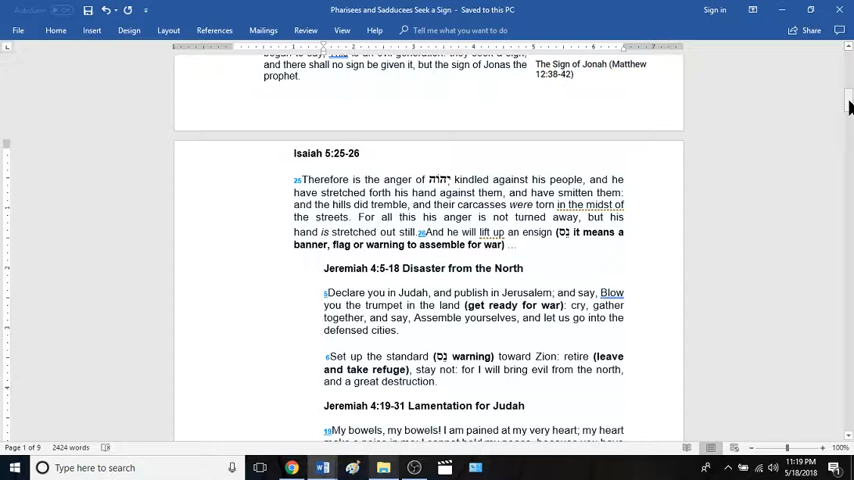 Pharisees and Sadducees Seek a Sign - Saved to this PC
Sign in
File Home Insert Design Layout References Mailings Review View Help Tell me what you want to do
Share
and there shall no sign be given it, but the sign of Jonas the
prophet.
The Sign of Jonah (Matthew
12:38-42)
Isaiah 5:25-26
25Therefore is the anger of יְהוָה kindled against his people, and he
have stretched forth his hand against them, and have smitten them:
and the hills did tremble, and their carcasses were torn in the midst of
the streets. For all this his anger is not turned away, but his
hand is stretched out still.26And he will lift up an ensign (נֵס it means a
banner, flag or warning to assemble for war) ...
Jeremiah 4:5-18 Disaster from the North
5Declare you in Judah, and publish in Jerusalem; and say, Blow
you the trumpet in the land (get ready for war): cry, gather
together, and say, Assemble yourselves, and let us go into the
defensed cities.
6Set up the standard (נֵס warning) toward Zion: retire (leave
and take refuge), stay not: for I will bring evil from the north,
and a great destruction.
Jeremiah 4:19-31 Lamentation for Judah
19My bowels, my bowels! I am pained at my very heart; my heart
Page 1 of 9 2424 words
100%
Type here to search
11:19 PM
5/18/2018